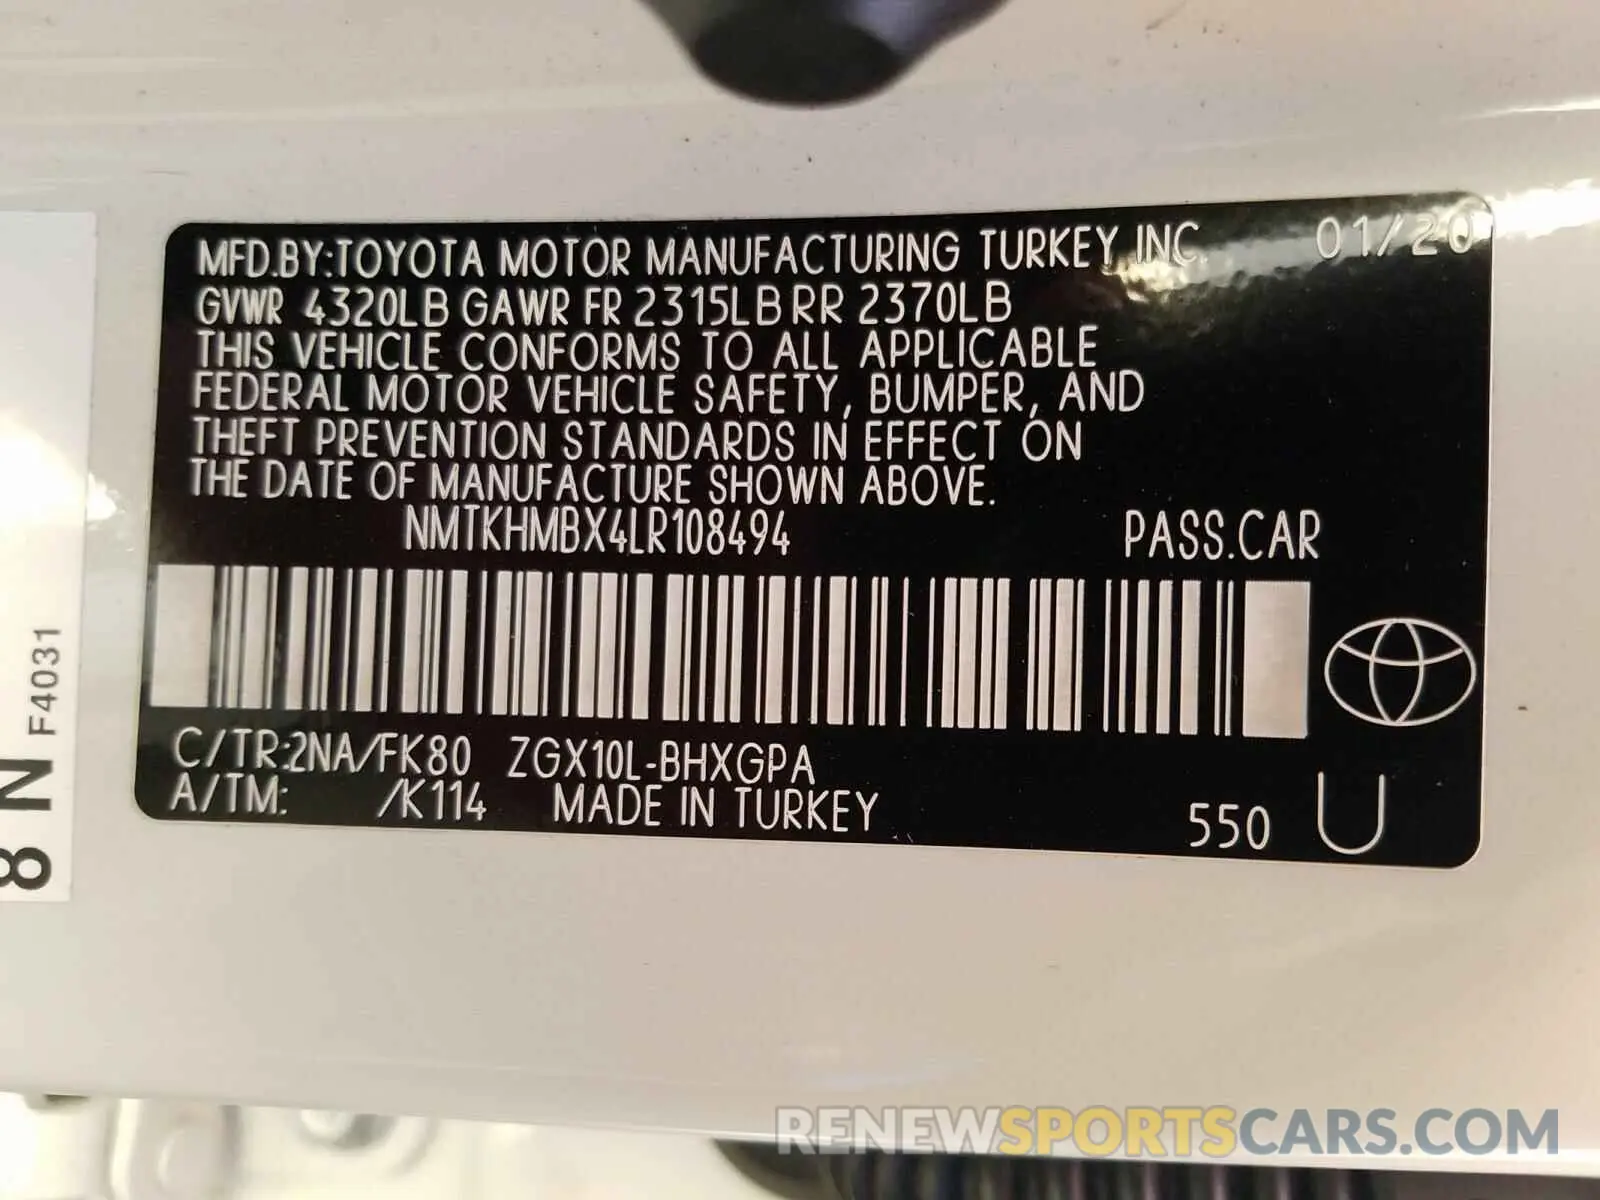 MFD.BY:TOYOTA MOTOR MANUFACTURING TURKEY INC. 01/20
GVWR 4320LB GAWR FR 2315LB RR 2370LB
THIS VEHICLE CONFORMS TO ALL APPLICABLE
FEDERAL MOTOR VEHICLE SAFETY, BUMPER, AND
THEFT PREVENTION STANDARDS IN EFFECT ON
THE DATE OF MANUFACTURE SHOWN ABOVE.
NMTKHMBX4LR108494 PASS.CAR
C/TR:2NA/FK80 ZGX10L-BHXGPA
A/TM: /K114 MADE IN TURKEY 550 U
F4031
8 N
RENEWSPORTSCARS.COM